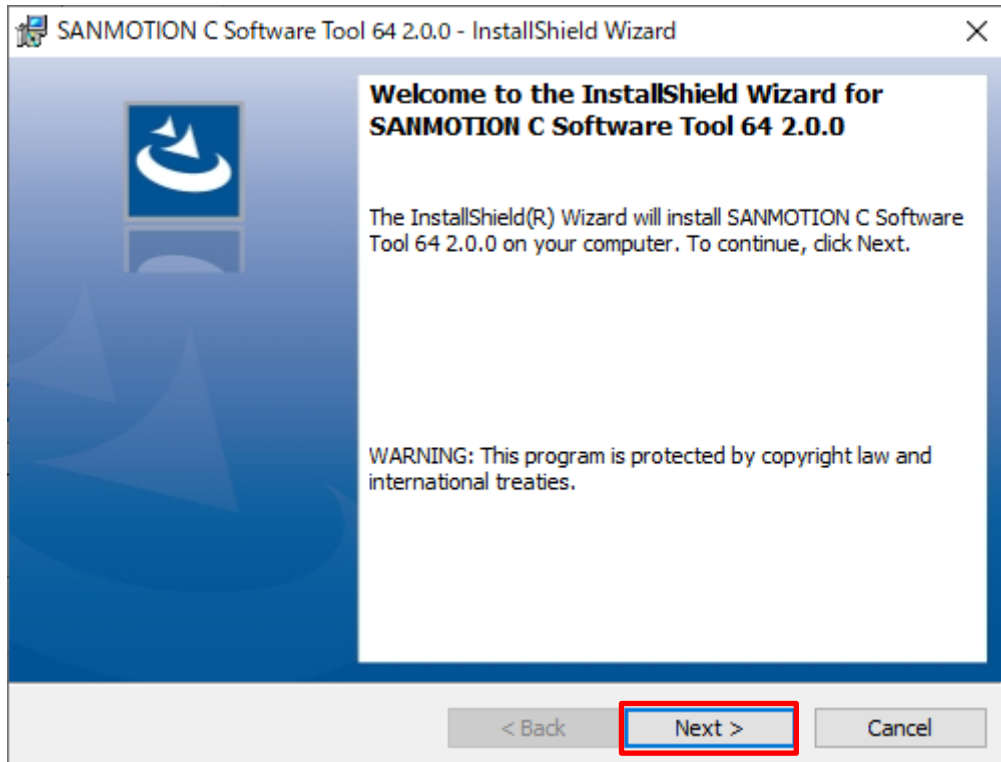 SANMOTION C Software Tool 64 2.0.0 - InstallShield Wizard
Welcome to the InstallShield Wizard for
SANMOTION C Software Tool 64 2.0.0
The InstallShield(R) Wizard will install SANMOTION C Software
Tool 64 2.0.0 on your computer. To continue, click Next.
WARNING: This program is protected by copyright law and
international treaties.
< Back
Next >
Cancel